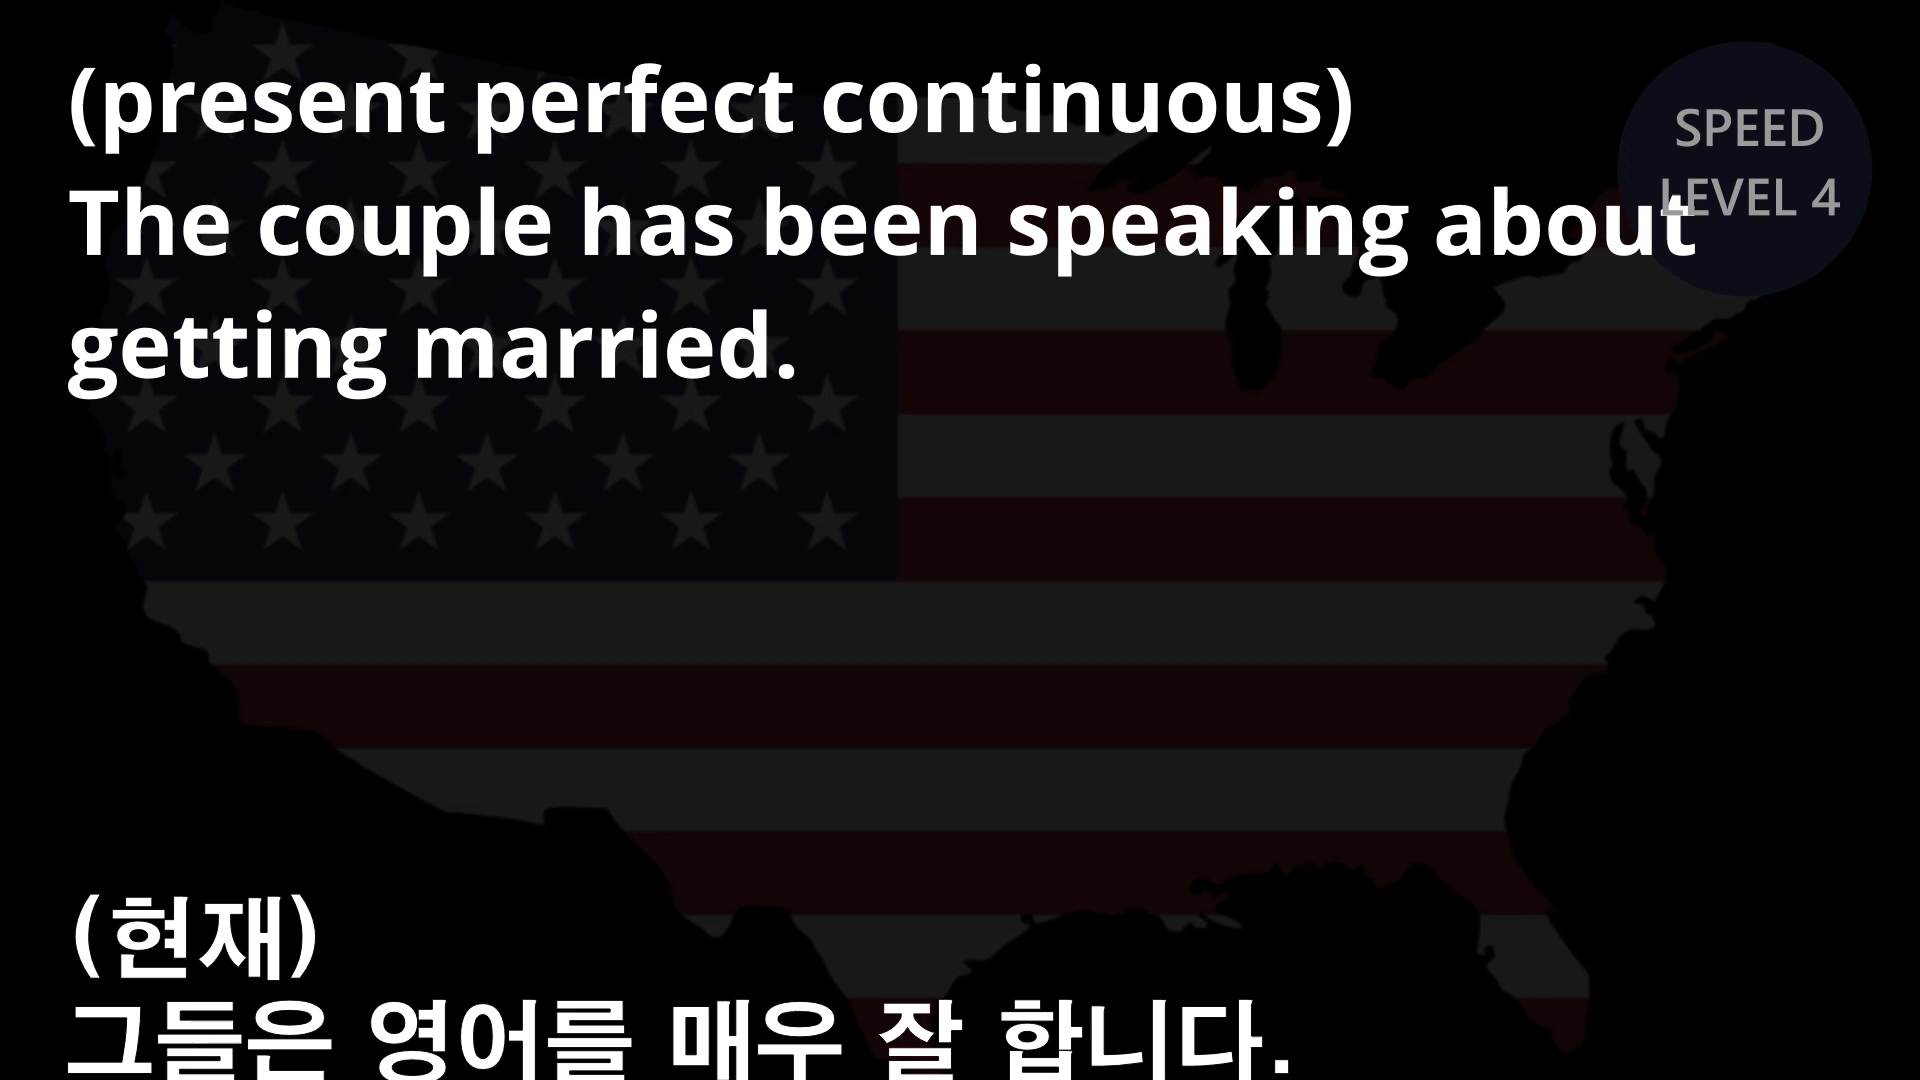 (present perfect continuous)
The couple has been speaking about
getting married.
SPEED
LEVEL 4
(현재)
그들은 영어를 매우 잘 합니다.